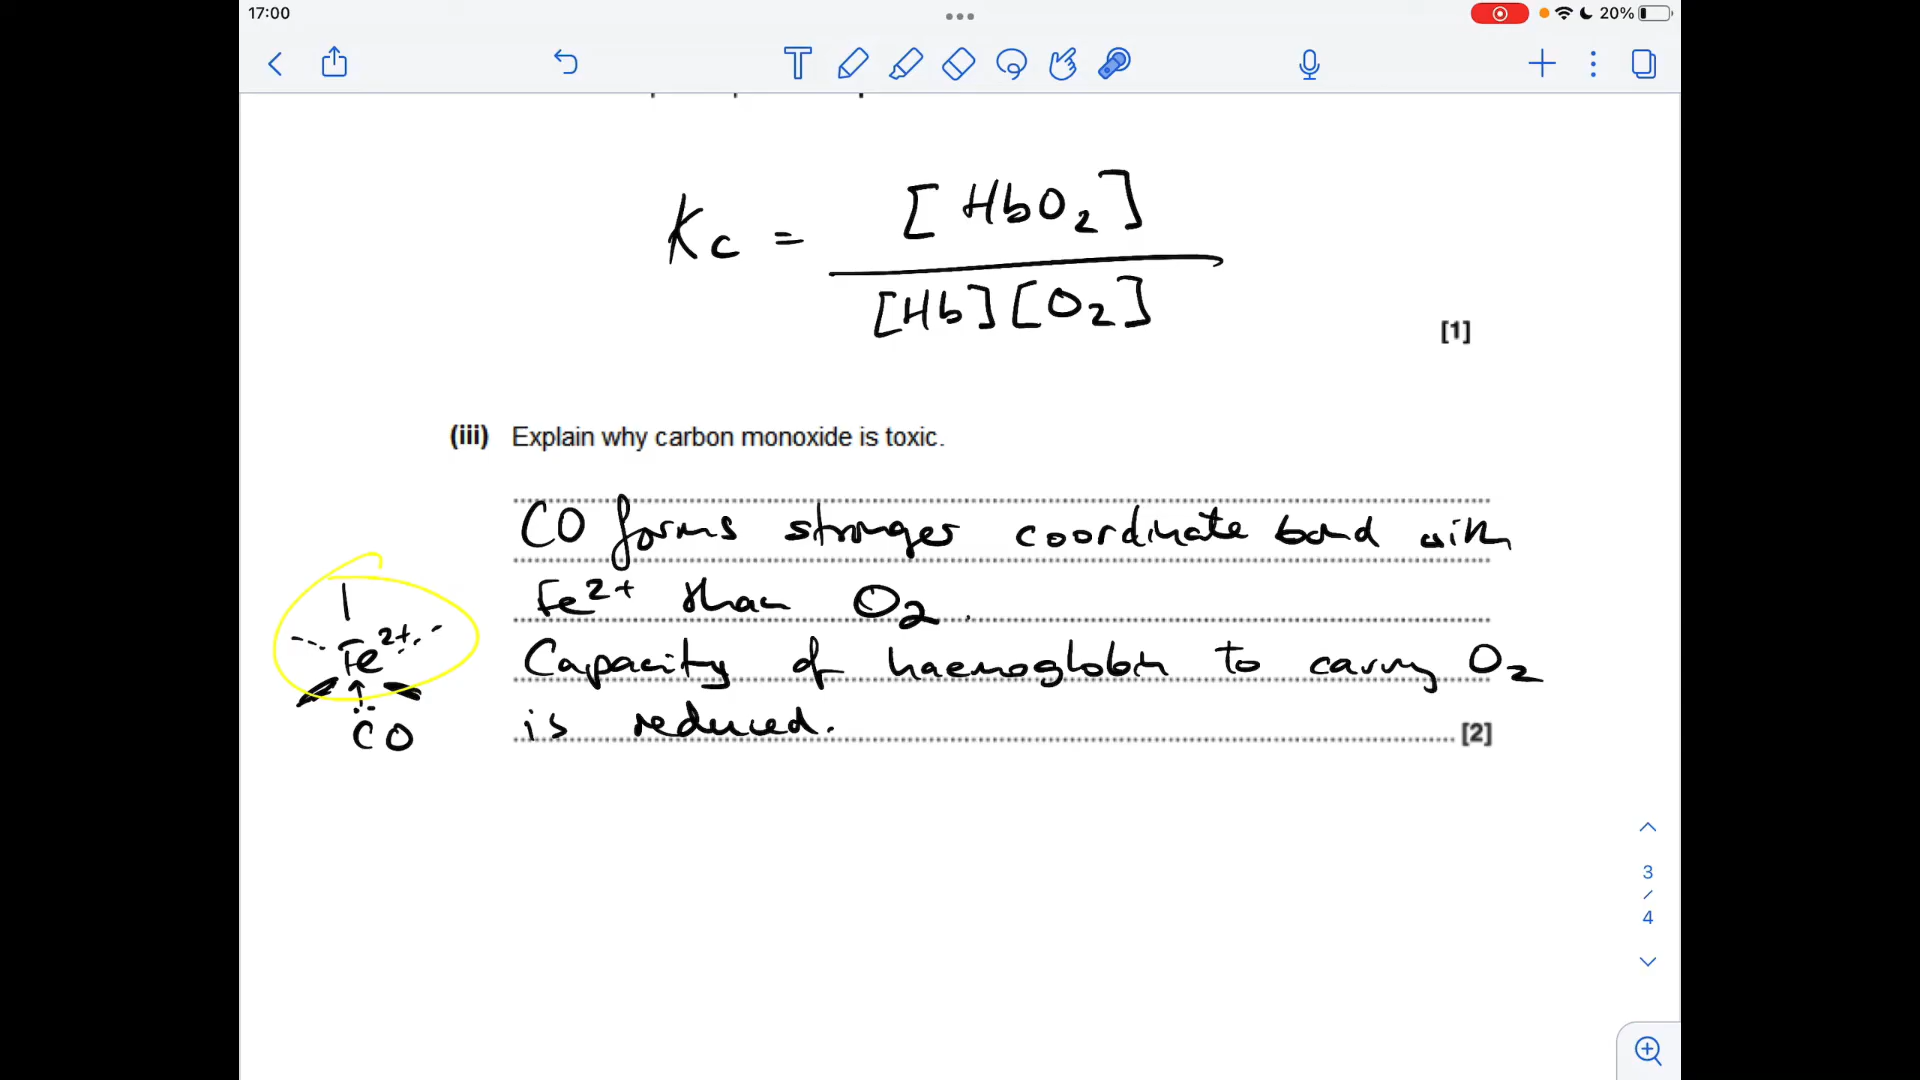 17:00
20%
Kc = [HbO₂]
[Hb][O₂]
[1]
(iii) Explain why carbon monoxide is toxic.
CO forms stronger coordinate bond with
Fe²⁺ than O₂.
Capacity of haemoglobin to carry O₂
is reduced.
[2]
Fe²⁺
CO
3
/
4